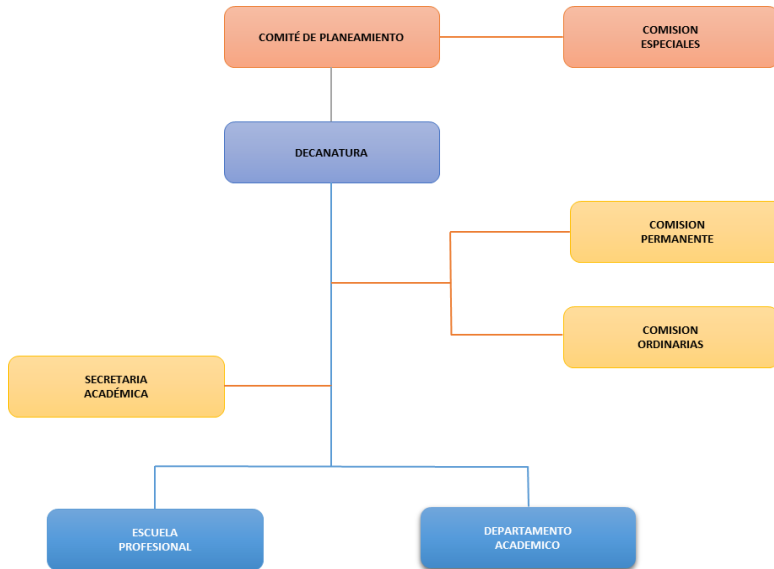 COMITÉ DE PLANEAMIENTO
COMISION
ESPECIALES
DECANATURA
COMISION
PERMANENTE
COMISION
ORDINARIAS
SECRETARIA
ACADÉMICA
ESCUELA
PROFESIONAL
DEPARTAMENTO
ACADEMICO